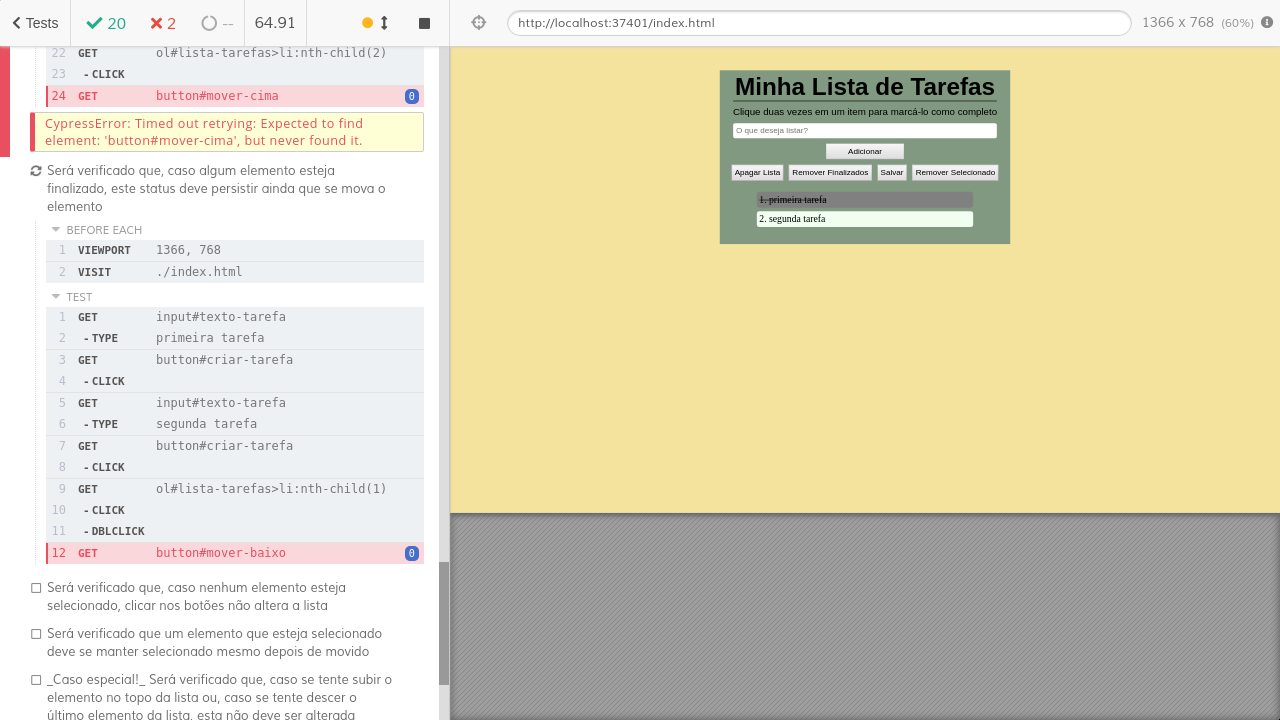 Tests
20
2
--
64.91
http://localhost:37401/index.html
1366 x 768 (60%)
22 GET ol#lista-tarefas>li:nth-child(2)
23 - CLICK
24 GET button#mover-cima 0
CypressError: Timed out retrying: Expected to find
element: 'button#mover-cima', but never found it.
Será verificado que, caso algum elemento esteja
finalizado, este status deve persistir ainda que se mova o
elemento
BEFORE EACH
1 VIEWPORT 1366, 768
2 VISIT ./index.html
TEST
1 GET input#texto-tarefa
2 - TYPE primeira tarefa
3 GET button#criar-tarefa
4 - CLICK
5 GET input#texto-tarefa
6 - TYPE segunda tarefa
7 GET button#criar-tarefa
8 - CLICK
9 GET ol#lista-tarefas>li:nth-child(1)
10 - CLICK
11 - DBLCLICK
12 GET button#mover-baixo 0
Será verificado que, caso nenhum elemento esteja
selecionado, clicar nos botões não altera a lista
Será verificado que um elemento que esteja selecionado
deve se manter selecionado mesmo depois de movido
_Caso especial!_ Será verificado que, caso se tente subir o
elemento no topo da lista ou, caso se tente descer o
último elemento da lista, esta não deve ser alterada
Minha Lista de Tarefas
Clique duas vezes em um item para marcá-lo como completo
O que deseja listar?
Adicionar
Apagar Lista Remover Finalizados Salvar Remover Selecionado
1. primeira tarefa
2. segunda tarefa